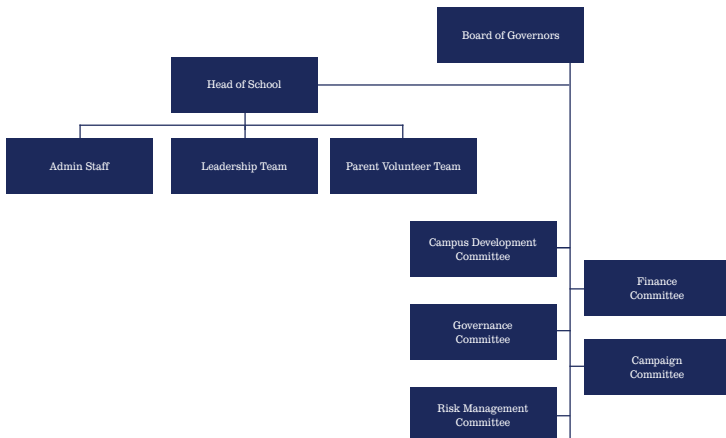 Board of Governors
Head of School
Admin Staff
Leadership Team
Parent Volunteer Team
Campus Development
Committee
Finance
Committee
Governance
Committee
Campaign
Committee
Risk Management
Committee